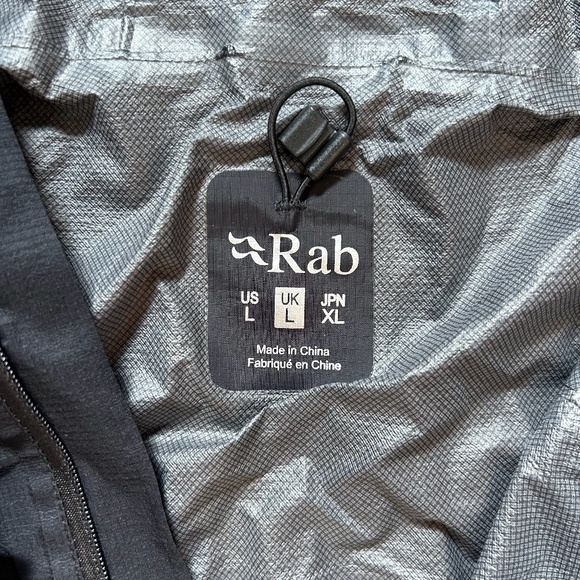 Rab
US UK JPN
L L XL
Made in China
Fabriqué en Chine